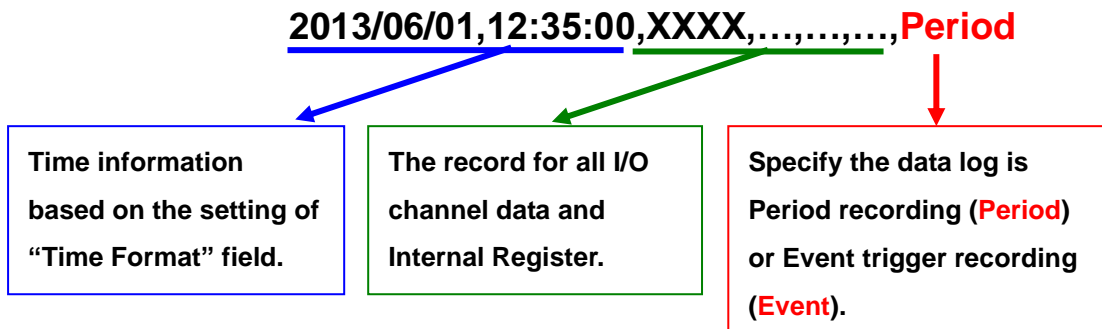 2013/06/01,12:35:00,XXXX,…,…,…,Period
Time information
based on the setting of
“Time Format” field.
The record for all I/O
channel data and
Internal Register.
Specify the data log is
Period recording (Period)
or Event trigger recording
(Event).